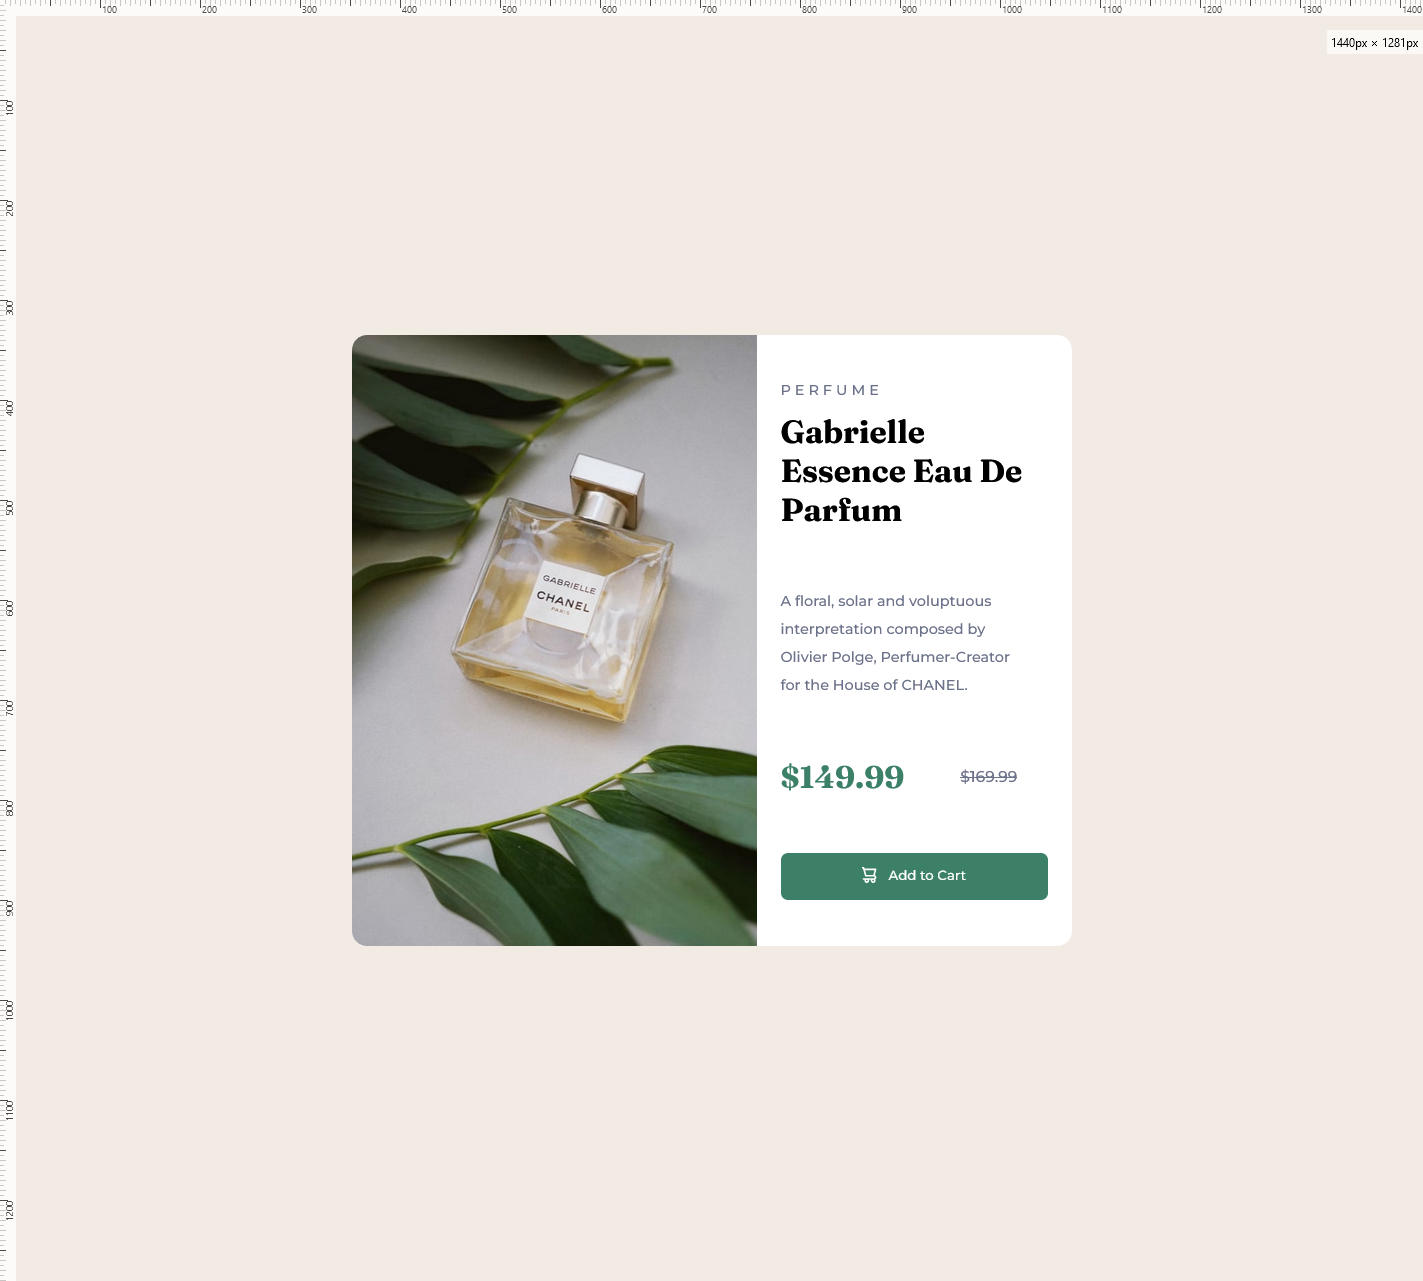 100
200
300
400
500
600
700
800
900
1000
1100
1200
1300
1400
1440px × 1281px
100
200
300
400
500
600
700
800
900
1000
1100
1200
GABRIELLE
CHANEL
PARIS
PERFUME
Gabrielle
Essence Eau De
Parfum
A floral, solar and voluptuous
interpretation composed by
Olivier Polge, Perfumer-Creator
for the House of CHANEL.
$149.99 $169.99
Add to Cart